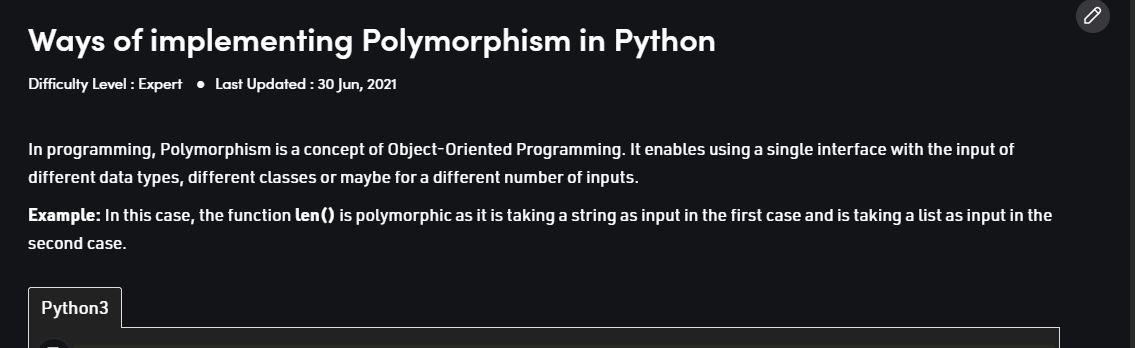 Ways of implementing Polymorphism in Python
Difficulty Level : Expert ● Last Updated : 30 Jun, 2021
In programming, Polymorphism is a concept of Object-Oriented Programming. It enables using a single interface with the input of
different data types, different classes or maybe for a different number of inputs.
Example: In this case, the function len() is polymorphic as it is taking a string as input in the first case and is taking a list as input in the
second case.
Python3